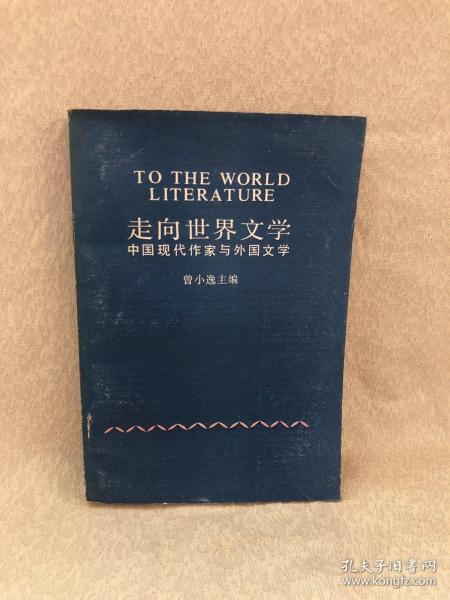 TO THE WORLD
LITERATURE
走向世界文学
中国现代作家与外国文学
曾小逸主编
孔夫子旧书网
www.kongfz.com